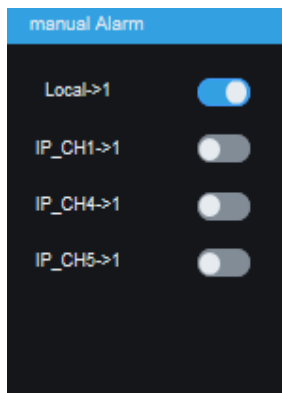 manual Alarm
Local->1
IP_CH1->1
IP_CH4->1
IP_CH5->1